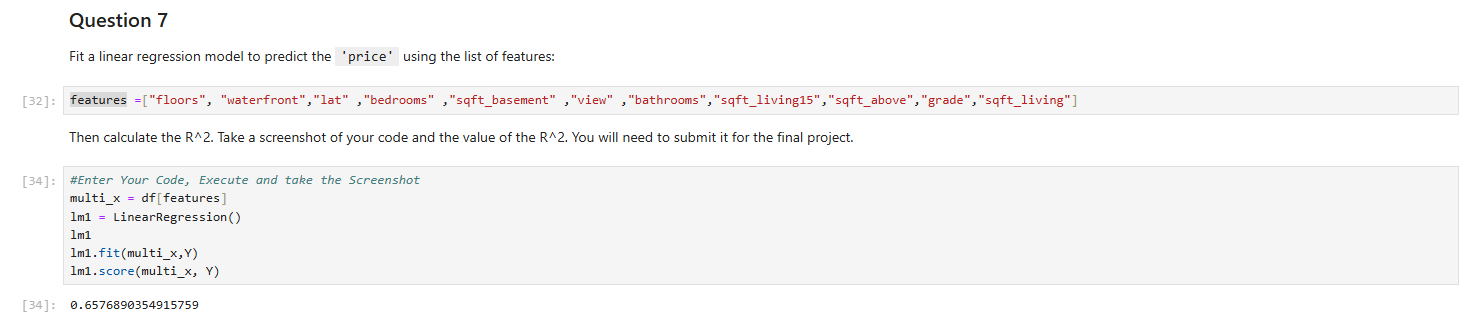 Question 7
Fit a linear regression model to predict the 'price' using the list of features:
[32]: features =["floors", "waterfront","lat" ,"bedrooms" ,"sqft_basement" ,"view" ,"bathrooms","sqft_living15","sqft_above","grade","sqft_living"]
Then calculate the R^2. Take a screenshot of your code and the value of the R^2. You will need to submit it for the final project.
[34]: #Enter Your Code, Execute and take the Screenshot
multi_x = df[features]
lm1 = LinearRegression()
lm1
lm1.fit(multi_x,Y)
lm1.score(multi_x, Y)
[34]: 0.6576890354915759